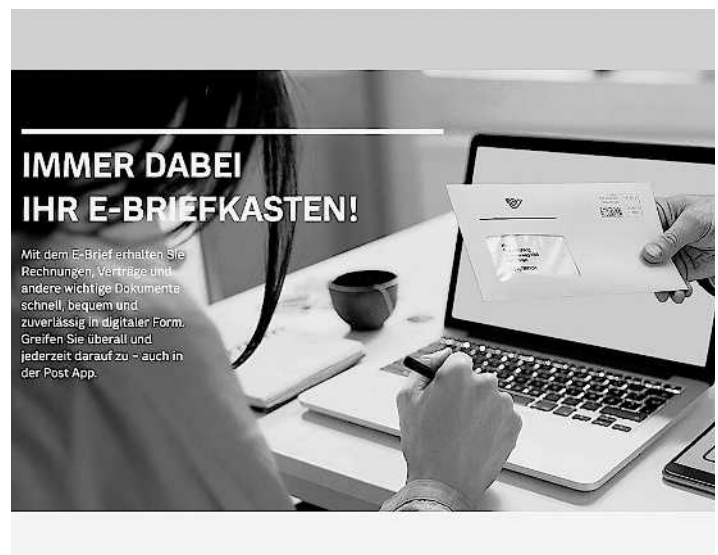 IMMER DABEI
IHR E-BRIEFKASTEN!
Mit dem E-Brief erhalten Sie
Rechnungen, Verträge und
andere wichtige Dokumente
schnell, bequem und
zuverlässig in digitaler Form.
Greifen Sie überall und
jederzeit darauf zu – auch in
der Post App.